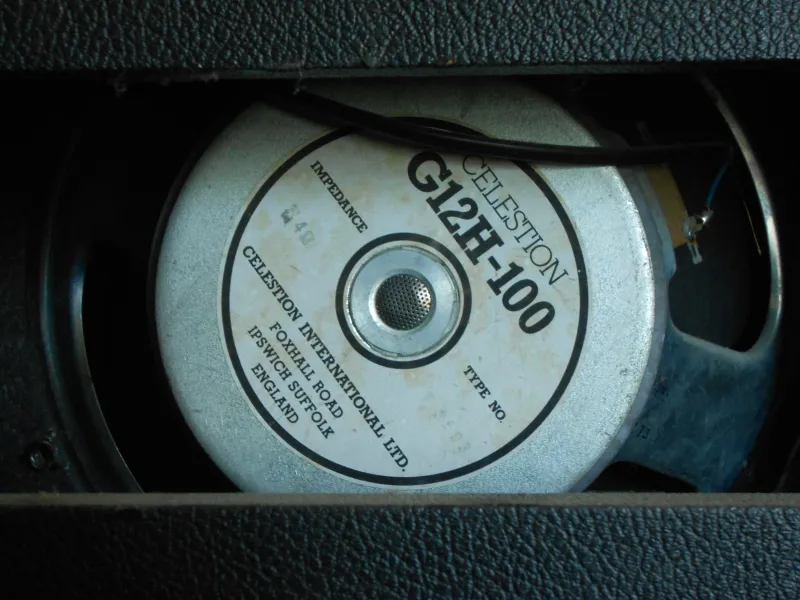 CELESTION
G12H-100
IMPEDANCE
TYPE NO.
CELESTION INTERNATIONAL LTD.
FOXHALL ROAD
IPSWICH SUFFOLK
ENGLAND